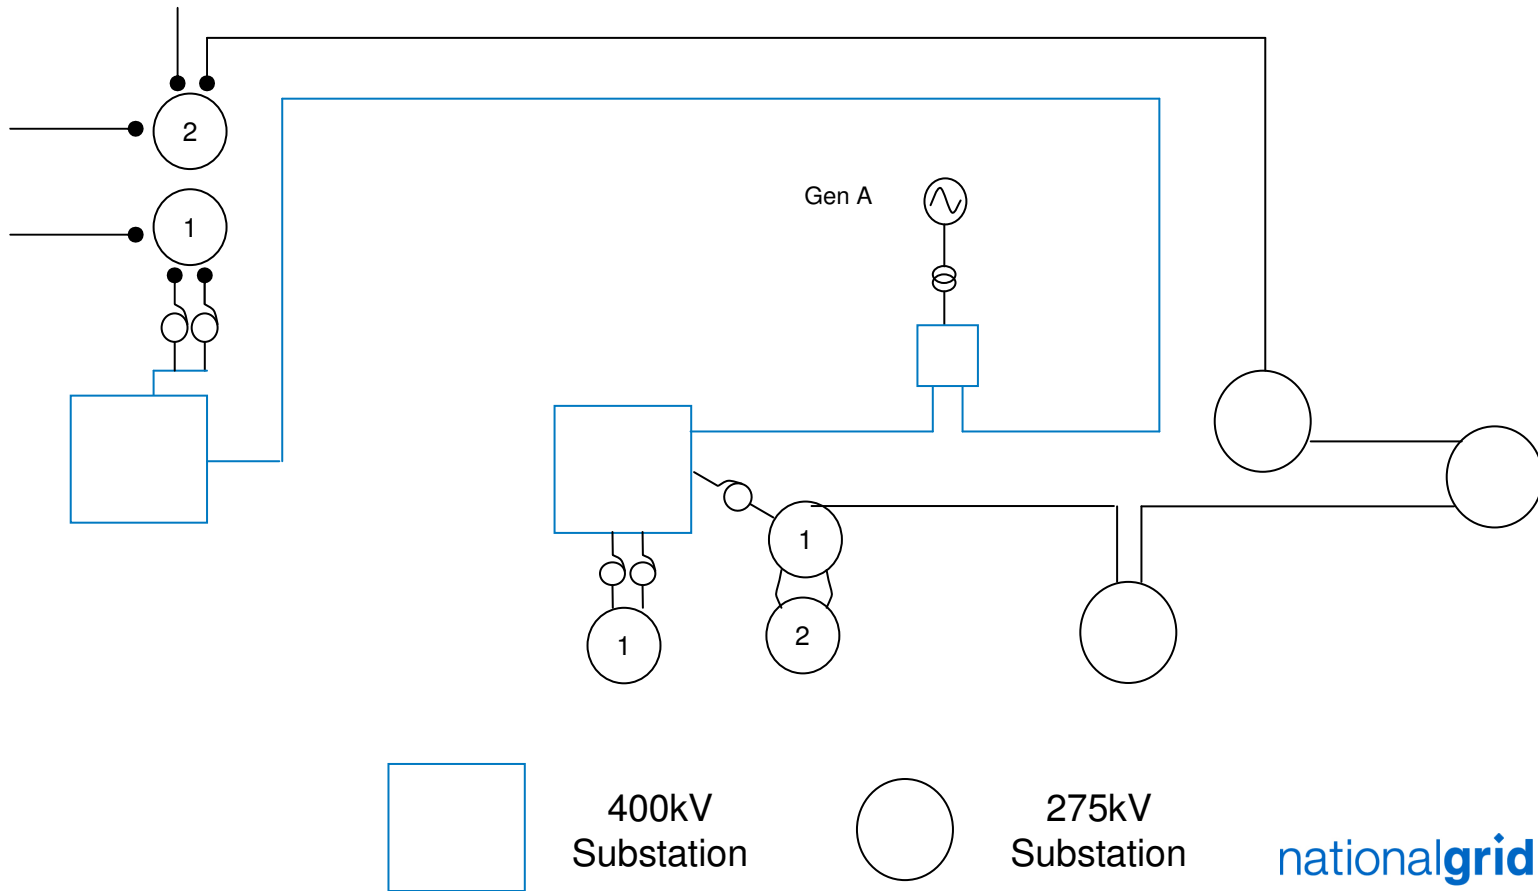 2
1
Gen A
1
1
2
400kV
Substation
275kV
Substation
nationalgrid